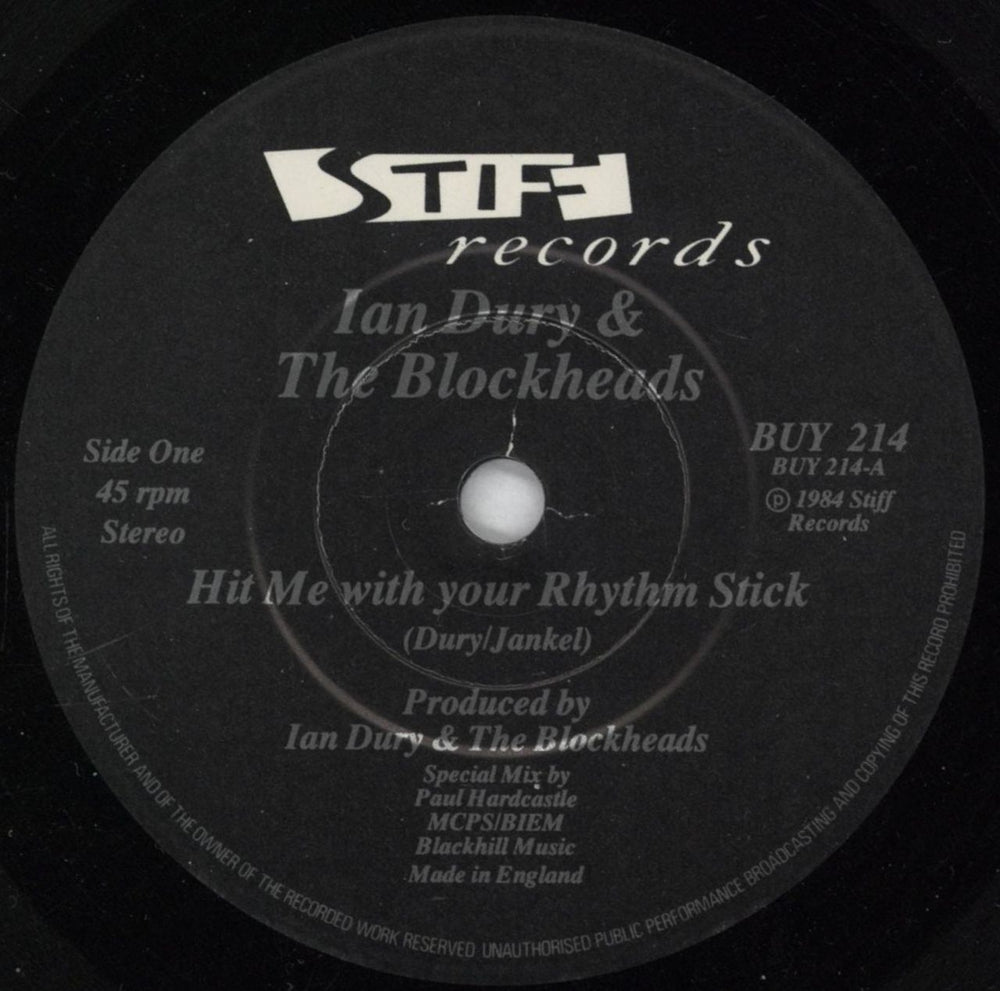 STIFF
records
Ian Dury &
The Blockheads
Side One
45 rpm
Stereo
BUY 214
BUY 214-A
℗ 1984 Stiff
Records
Hit Me with your Rhythm Stick
(Dury/Jankel)
Produced by
Ian Dury & The Blockheads
Special Mix by
Paul Hardcastle
MCPS/BIEM
Blackhill Music
Made in England
ALL RIGHTS OF THE MANUFACTURER AND OF THE OWNER OF THE RECORDED WORK RESERVED UNAUTHORISED PUBLIC PERFORMANCE BROADCASTING AND COPYING OF THIS RECORD PROHIBITED